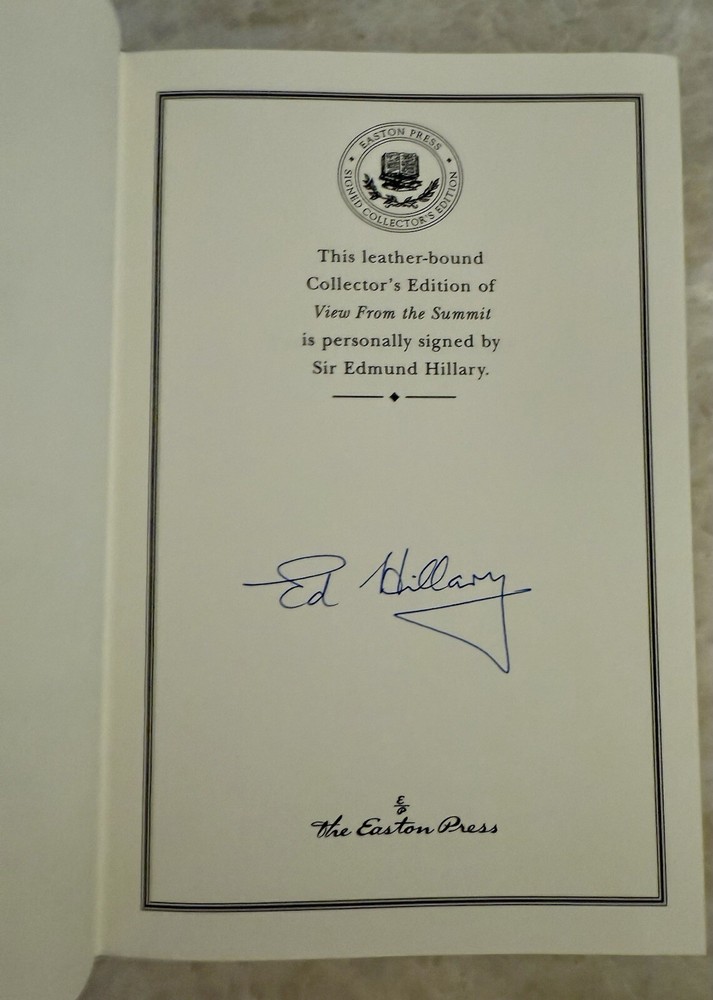 EASTON PRESS
SIGNED COLLECTOR'S EDITION
This leather-bound
Collector's Edition of
View From the Summit
is personally signed by
Sir Edmund Hillary.
Ed Hillary
E
P
The Easton Press